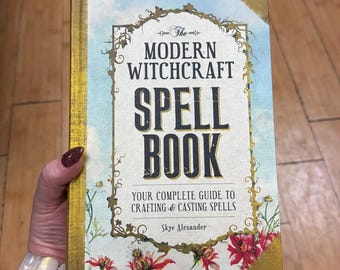 The
MODERN
WITCHCRAFT
SPELL
BOOK
YOUR COMPLETE GUIDE TO
CRAFTING & CASTING SPELLS
Skye Alexander